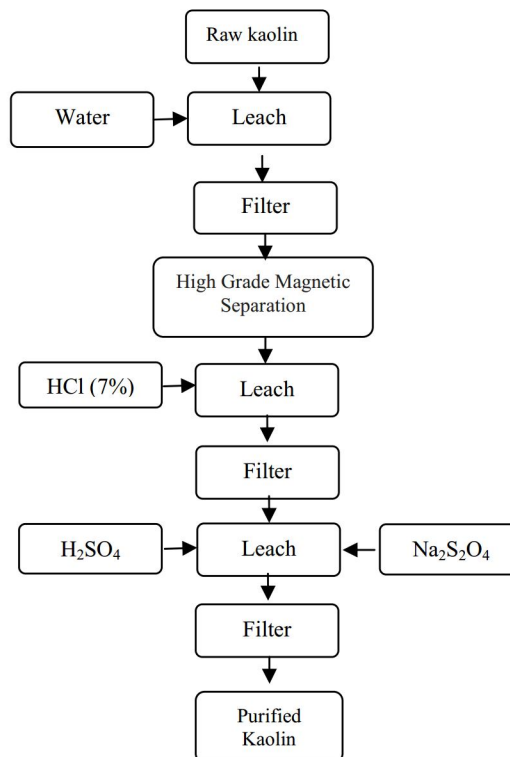 Raw kaolin
Water
Leach
Filter
High Grade Magnetic
Separation
HCl (7%)
Leach
Filter
H₂SO₄
Leach
Na₂S₂O₄
Filter
Purified
Kaolin